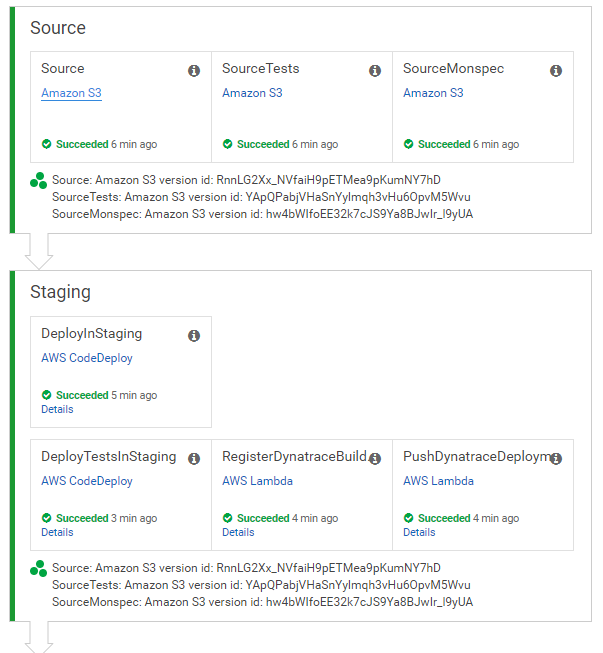 Source
Source
SourceTests
SourceMonspec
Amazon S3
Amazon S3
Amazon S3
Succeeded 6 min ago
Succeeded 6 min ago
Succeeded 6 min ago
Source: Amazon S3 version id: RnnLG2Xx_NVfaiH9pETMea9pKumNY7hD
SourceTests: Amazon S3 version id: YApQPabjVHaSnYyImqh3vHu6OpvM5Wvu
SourceMonspec: Amazon S3 version id: hw4bWIfoEE32k7cJS9Ya8BJwIr_l9yUA
Staging
DeployInStaging
AWS CodeDeploy
Succeeded 5 min ago
Details
DeployTestsInStaging
RegisterDynatraceBuild
PushDynatraceDeploym
AWS CodeDeploy
AWS Lambda
AWS Lambda
Succeeded 3 min ago
Succeeded 4 min ago
Succeeded 4 min ago
Details
Details
Details
Source: Amazon S3 version id: RnnLG2Xx_NVfaiH9pETMea9pKumNY7hD
SourceTests: Amazon S3 version id: YApQPabjVHaSnYyImqh3vHu6OpvM5Wvu
SourceMonspec: Amazon S3 version id: hw4bWIfoEE32k7cJS9Ya8BJwIr_l9yUA